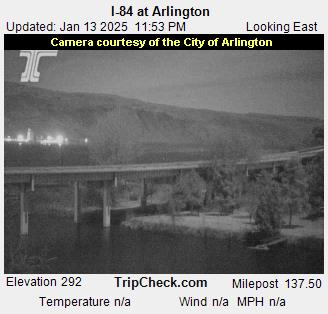 I-84 at Arlington
Updated: Jan 13 2025 11:53 PM Looking East
Camera courtesy of the City of Arlington
Elevation 292 TripCheck.com Milepost 137.50
Temperature n/a Wind n/a MPH n/a